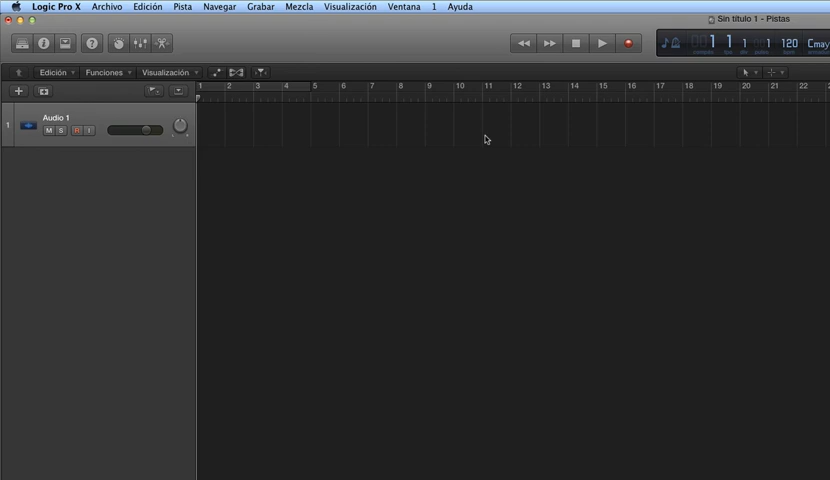 Logic Pro X Archivo Edición Pista Navegar Grabar Mezcla Visualización Ventana 1 Ayuda
Sin título 1 - Pistas
1 1 1 1 120 Cmay
Edición Funciones Visualización
1 2 3 4 5 6 7 8 9 10 11 12 13 14 15 16 17 18 19 20 21 22
1 Audio 1
M S R I